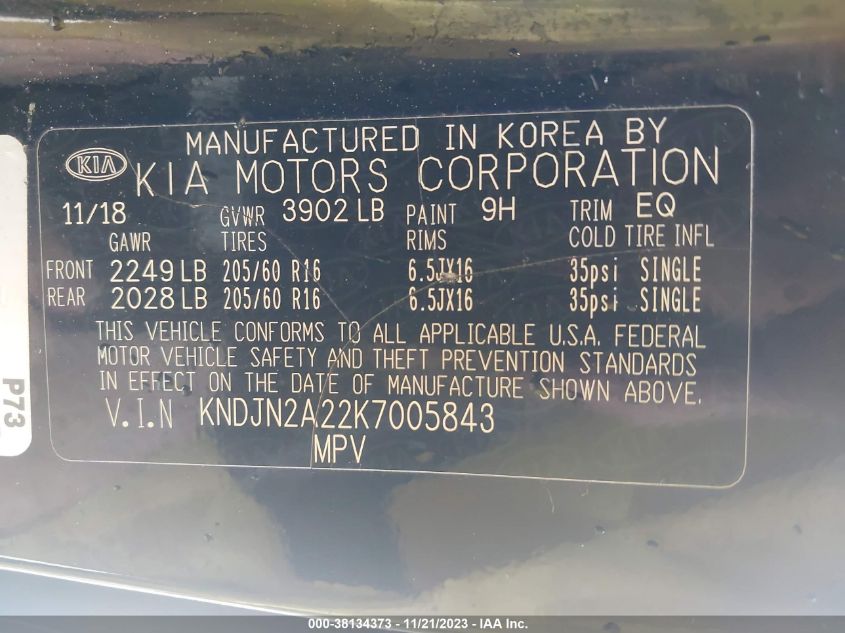 MANUFACTURED IN KOREA BY
KIA KIA MOTORS CORPORATION
11/18 GVWR 3902 LB PAINT 9H TRIM EQ
GAWR TIRES RIMS COLD TIRE INFL
FRONT 2249 LB 205/60 R16 6.5JX16 35psi SINGLE
REAR 2028 LB 205/60 R16 6.5JX16 35psi SINGLE
THIS VEHICLE CONFORMS TO ALL APPLICABLE U.S.A. FEDERAL
MOTOR VEHICLE SAFETY AND THEFT PREVENTION STANDARDS
IN EFFECT ON THE DATE OF MANUFACTURE SHOWN ABOVE.
V.I.N KNDJN2A22K7005843
MPV
P73
000-38134373 - 11/21/2023 - IAA Inc.